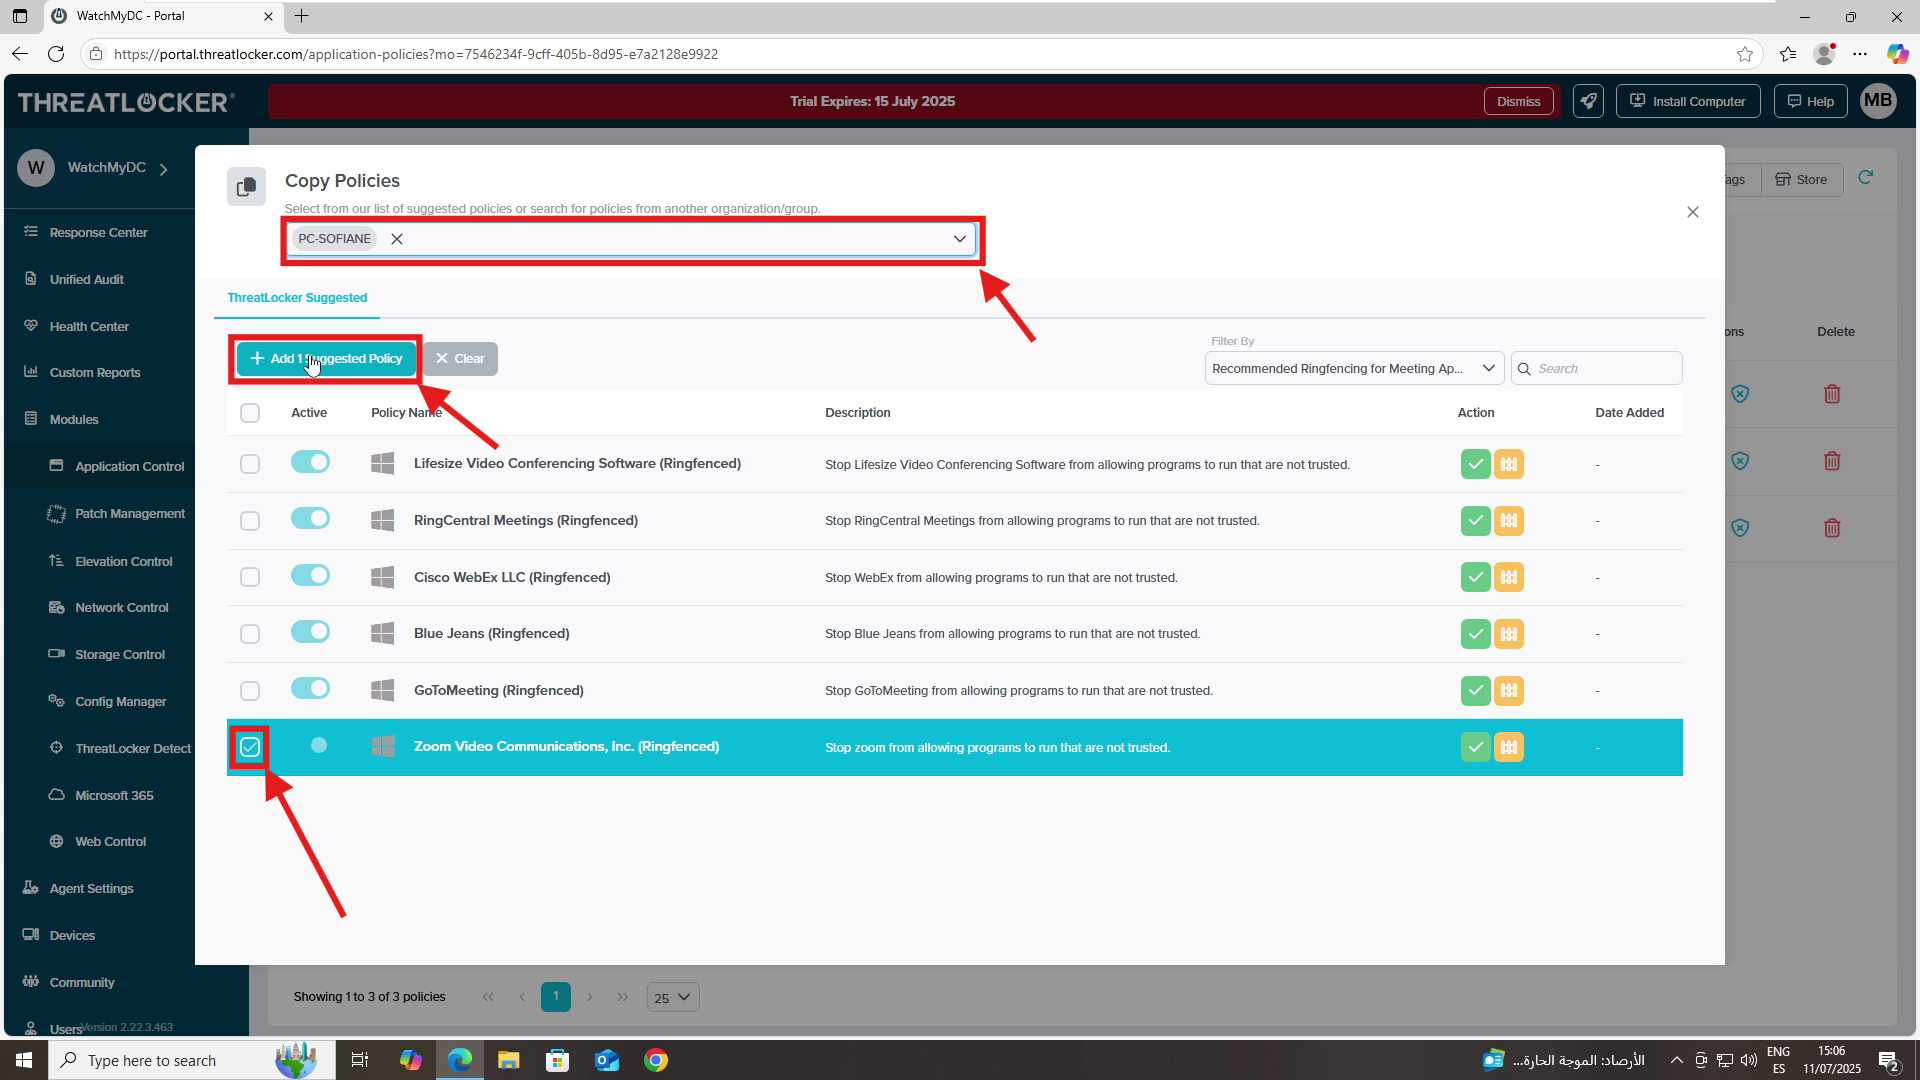 WatchMyDC - Portal
https://portal.threatlocker.com/application-policies?mo=7546234f-9cff-405b-8d95-e7a2128e9922
THREATLOCKER
Trial Expires: 15 July 2025
Dismiss
Install Computer
Help
MB
W
WatchMyDC
Response Center
Unified Audit
Health Center
Custom Reports
Modules
Application Control
Patch Management
Elevation Control
Network Control
Storage Control
Config Manager
ThreatLocker Detect
Microsoft 365
Web Control
Agent Settings
Devices
Community
Users
Version 2.22.3.463
Copy Policies
Select from our list of suggested policies or search for policies from another organization/group.
PC-SOFIANE
ThreatLocker Suggested
Add 1 Suggested Policy
Clear
Filter By
Recommended Ringfencing for Meeting Ap...
Search
Active Policy Name Description Action Date Added
Lifesize Video Conferencing Software (Ringfenced) Stop Lifesize Video Conferencing Software from allowing programs to run that are not trusted. -
RingCentral Meetings (Ringfenced) Stop RingCentral Meetings from allowing programs to run that are not trusted. -
Cisco WebEx LLC (Ringfenced) Stop WebEx from allowing programs to run that are not trusted. -
Blue Jeans (Ringfenced) Stop Blue Jeans from allowing programs to run that are not trusted. -
GoToMeeting (Ringfenced) Stop GoToMeeting from allowing programs to run that are not trusted. -
Zoom Video Communications, Inc. (Ringfenced) Stop zoom from allowing programs to run that are not trusted. -
ags
Store
ons
Delete
Showing 1 to 3 of 3 policies
1
25
Type here to search
الأرصاد: الموجة الحارة...
ENG
ES
15:06
11/07/2025
2